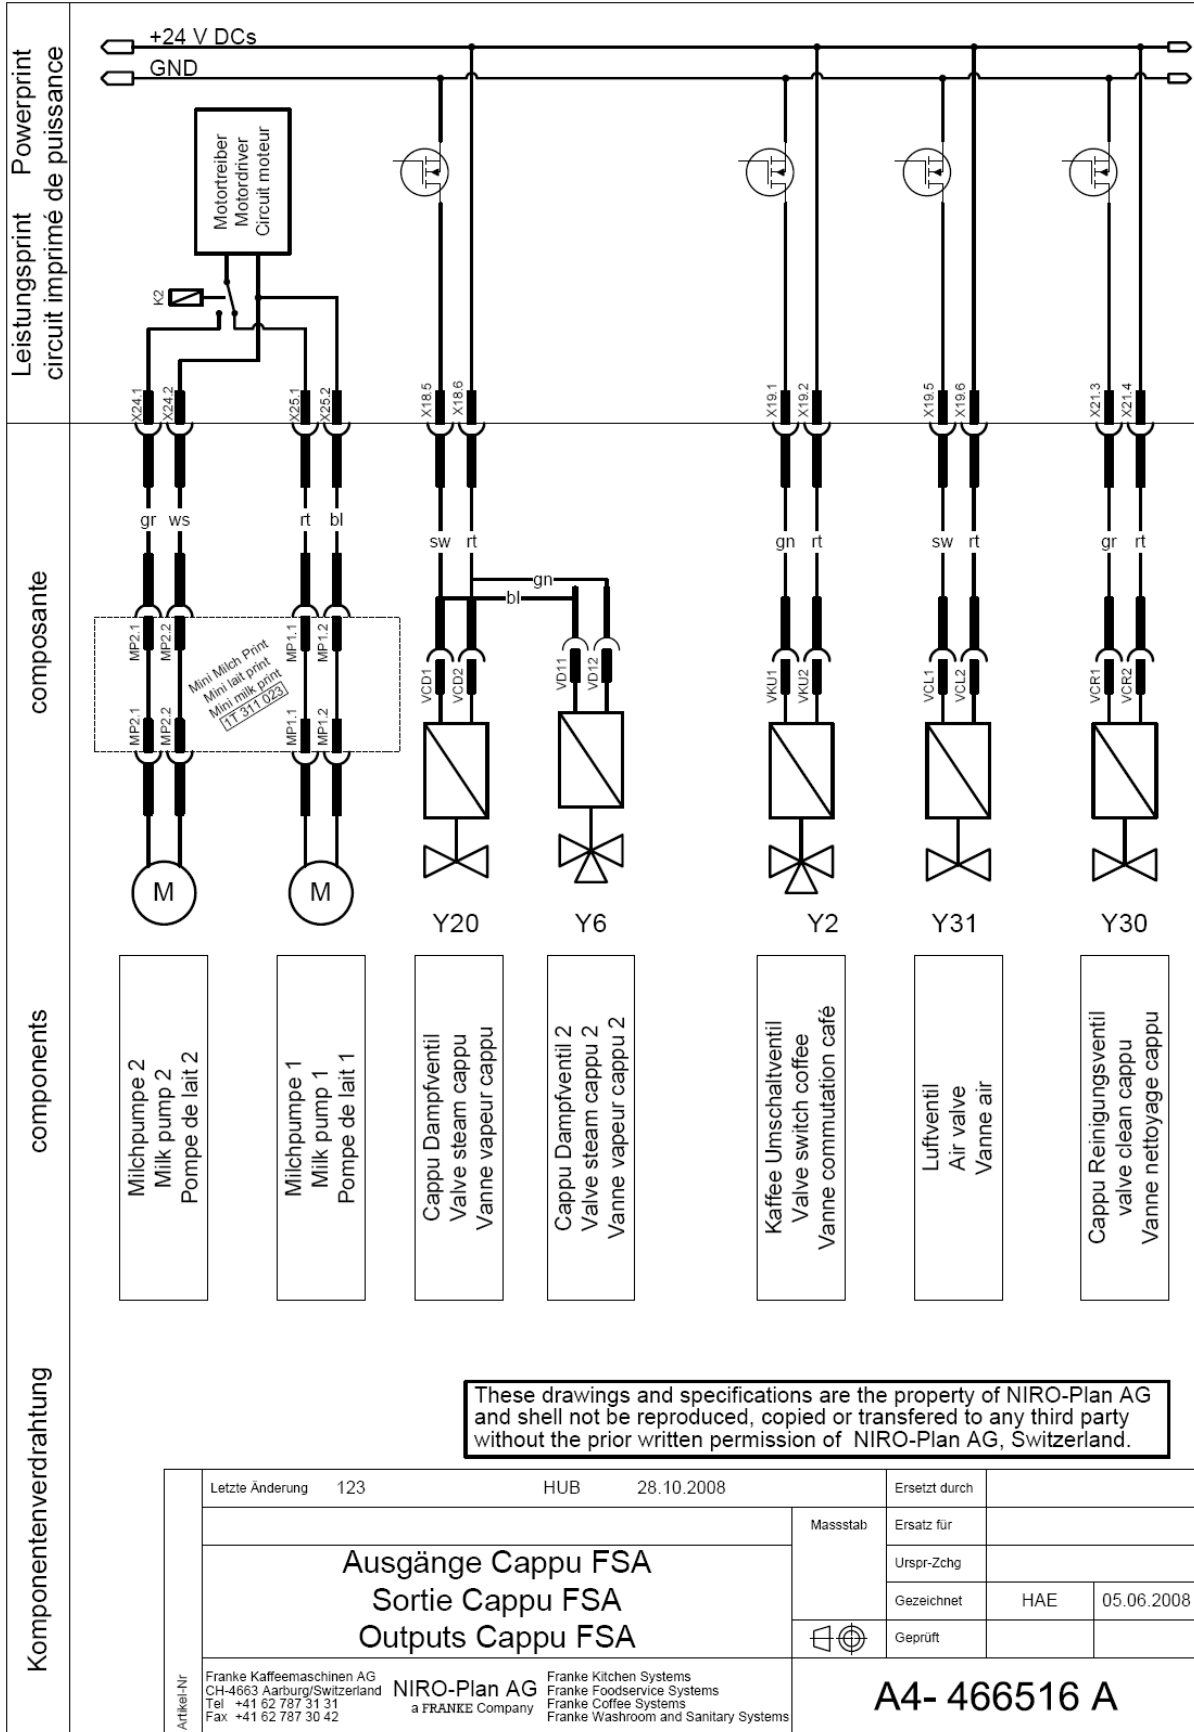 Leistungsprint Powerprint
circuit imprimé de puissance
+24 V DCs
GND
Motortreiber
Motordriver
Circuit moteur
K2
X24.1
X24.2
X25.1
X25.2
X18.5
X18.6
X19.1
X19.2
X19.5
X19.6
X21.3
X21.4
composante
gr
ws
rt
bl
sw
rt
gn
rt
sw
rt
gr
rt
gn
bl
MP2.1
MP2.2
MP1.1
MP1.2
Mini Milch Print
Mini lait print
Mini milk print
1T 311 023
MP2.1
MP2.2
MP1.1
MP1.2
VCD1
VCD2
VD11
VD12
VKU1
VKU2
VCL1
VCL2
VCR1
VCR2
M
M
Y20
Y6
Y2
Y31
Y30
components
Milchpumpe 2
Milk pump 2
Pompe de lait 2
Milchpumpe 1
Milk pump 1
Pompe de lait 1
Cappu Dampfventil
Valve steam cappu
Vanne vapeur cappu
Cappu Dampfventil 2
Valve steam cappu 2
Vanne vapeur cappu 2
Kaffee Umschaltventil
Valve switch coffee
Vanne commutation café
Luftventil
Air valve
Vanne air
Cappu Reinigungsventil
valve clean cappu
Vanne nettoyage cappu
Komponentenverdrahtung
These drawings and specifications are the property of NIRO-Plan AG
and shell not be reproduced, copied or transfered to any third party
without the prior written permission of NIRO-Plan AG, Switzerland.
Artikel-Nr
Letzte Änderung 123 HUB 28.10.2008
Ersetzt durch
Massstab
Ersatz für
Urspr-Zchg
Gezeichnet HAE 05.06.2008
Geprüft
Ausgänge Cappu FSA
Sortie Cappu FSA
Outputs Cappu FSA
Franke Kaffeemaschinen AG
CH-4663 Aarburg/Switzerland
Tel +41 62 787 31 31
Fax +41 62 787 30 42
NIRO-Plan AG
a FRANKE Company
Franke Kitchen Systems
Franke Foodservice Systems
Franke Coffee Systems
Franke Washroom and Sanitary Systems
A4- 466516 A